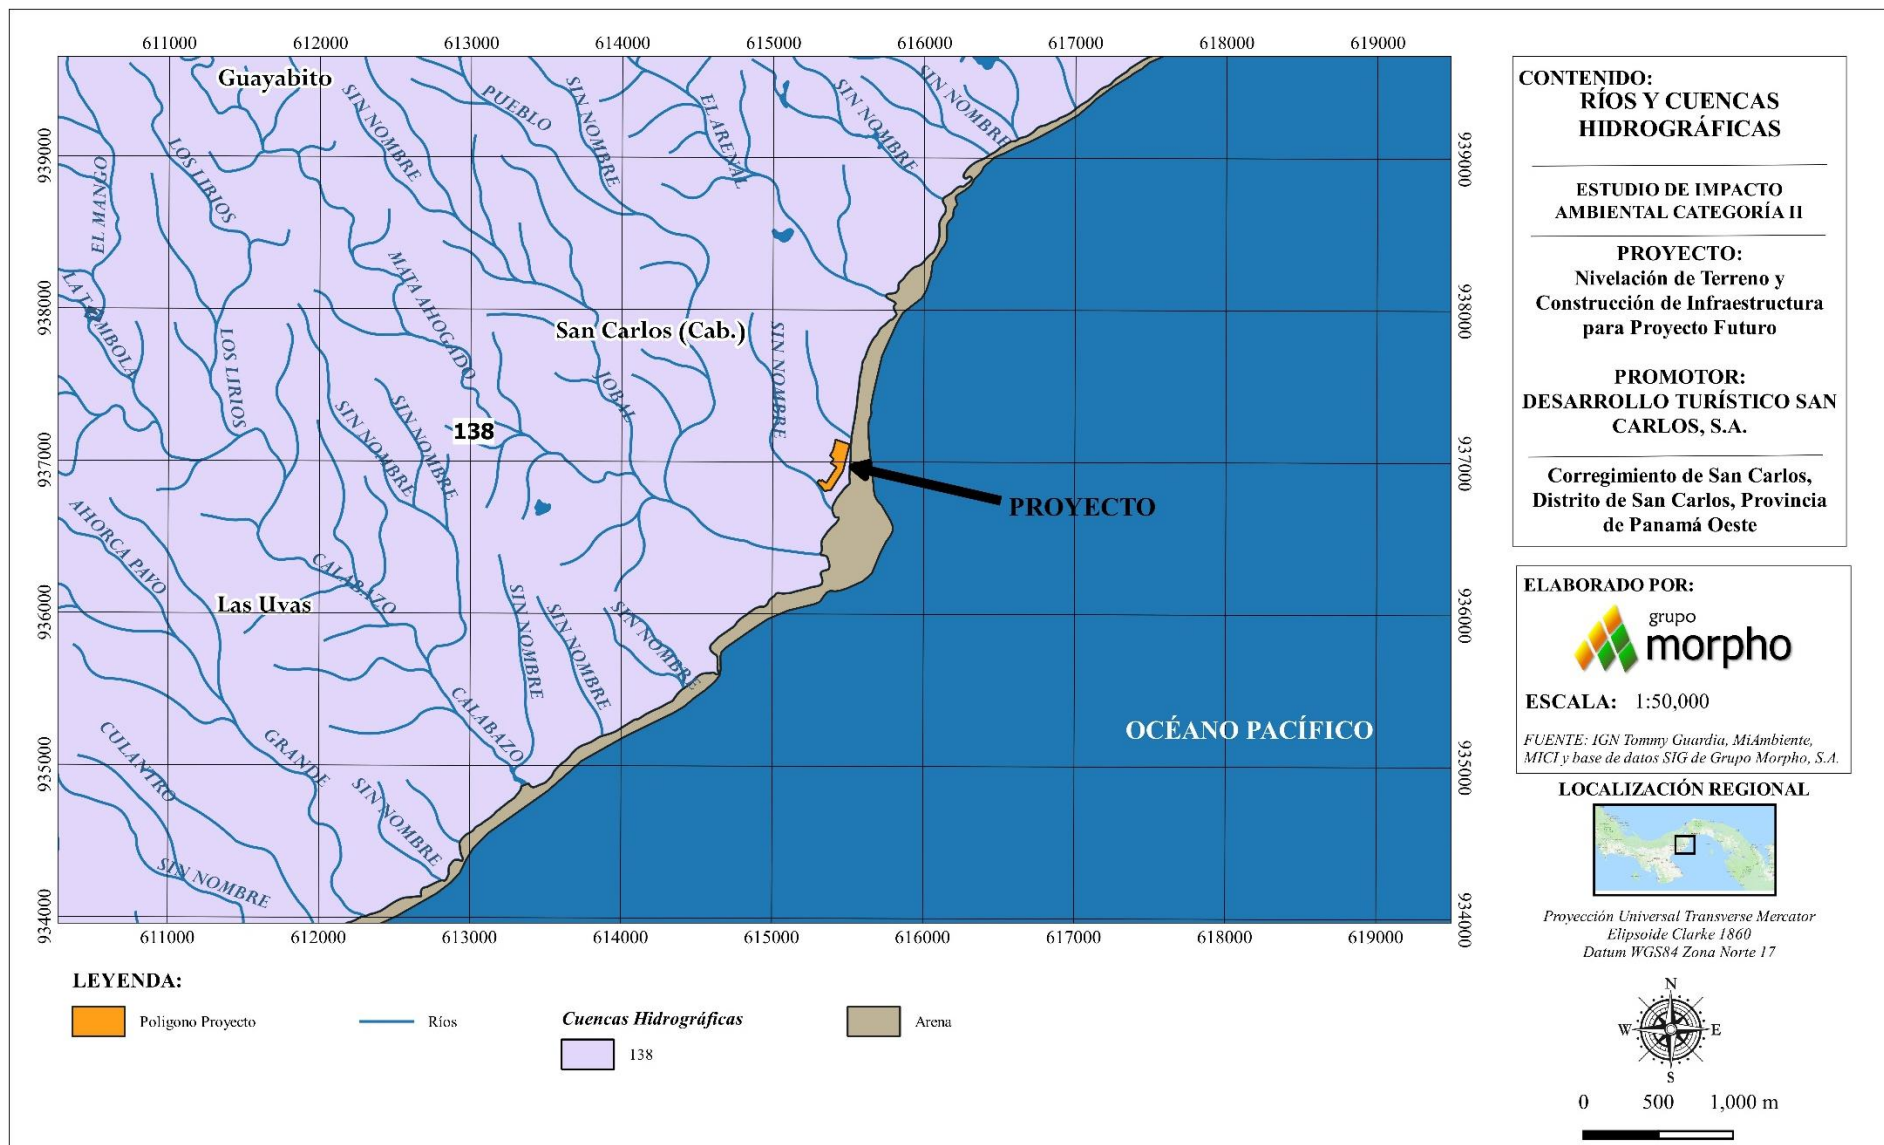 611000 612000 613000 614000 615000 616000 617000 618000 619000
939000
938000
937000
936000
935000
934000
939000
938000
937000
936000
935000
934000
Guayabito
SIN NOMBRE
PUEBLO
SIN NOMBRE
EL ARENAL
SIN NOMBRE
SIN NOMBRE
EL MANGO
LOS LIBIOS
MATA AHOGADO
LA TOMBOLA
LOS LIRIOS
San Carlos (Cab.)
SIN NOMBRE
JOBAL
SIN NOMBRE
SIN NOMBRE
138
PROYECTO
AHORCA PAVO
CALABAZO
Las Uvas
SIN NOMBRE
SIN NOMBRE
SIN NOMBRE
CALABAZO
OCÉANO PACÍFICO
CULANTRO
GRANDE
SIN NOMBRE
SIN NOMBRE
611000 612000 613000 614000 615000 616000 617000 618000 619000
LEYENDA:
Poligono Proyecto
Ríos
Cuencas Hidrográficas
138
Arena
CONTENIDO:
RÍOS Y CUENCAS
HIDROGRÁFICAS
ESTUDIO DE IMPACTO
AMBIENTAL CATEGORÍA II
PROYECTO:
Nivelación de Terreno y
Construcción de Infraestructura
para Proyecto Futuro
PROMOTOR:
DESARROLLO TURÍSTICO SAN
CARLOS, S.A.
Corregimiento de San Carlos,
Distrito de San Carlos, Provincia
de Panamá Oeste
ELABORADO POR:
grupo
morpho
ESCALA: 1:50,000
FUENTE: IGN Tommy Guardia, MiAmbiente,
MICI y base de datos SIG de Grupo Morpho, S.A.
LOCALIZACIÓN REGIONAL
Proyección Universal Transverse Mercator
Elipsoide Clarke 1860
Datum WGS84 Zona Norte 17
N
W E
S
0 500 1,000 m